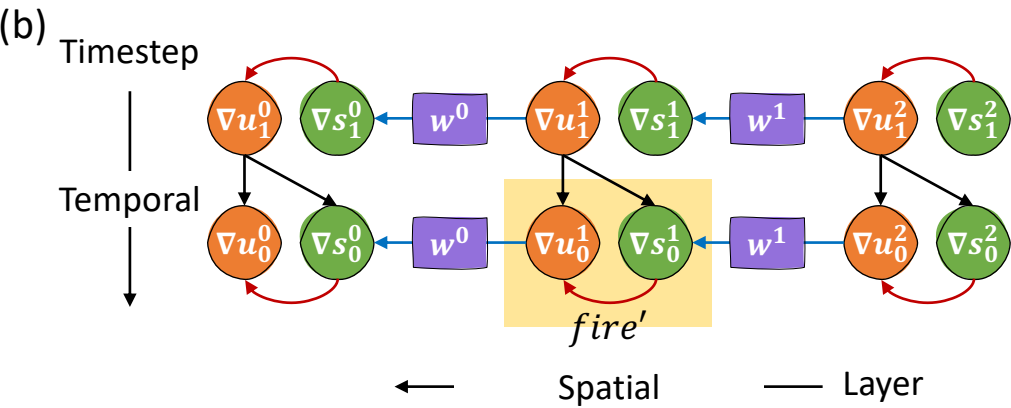 (b)
Timestep
∇u₁⁰ ∇s₁⁰ w⁰ ∇u₁¹ ∇s₁¹ w¹ ∇u₁² ∇s₁²
Temporal
∇u₀⁰ ∇s₀⁰ w⁰ ∇u₀¹ ∇s₀¹ w¹ ∇u₀² ∇s₀²
fire′
Spatial Layer